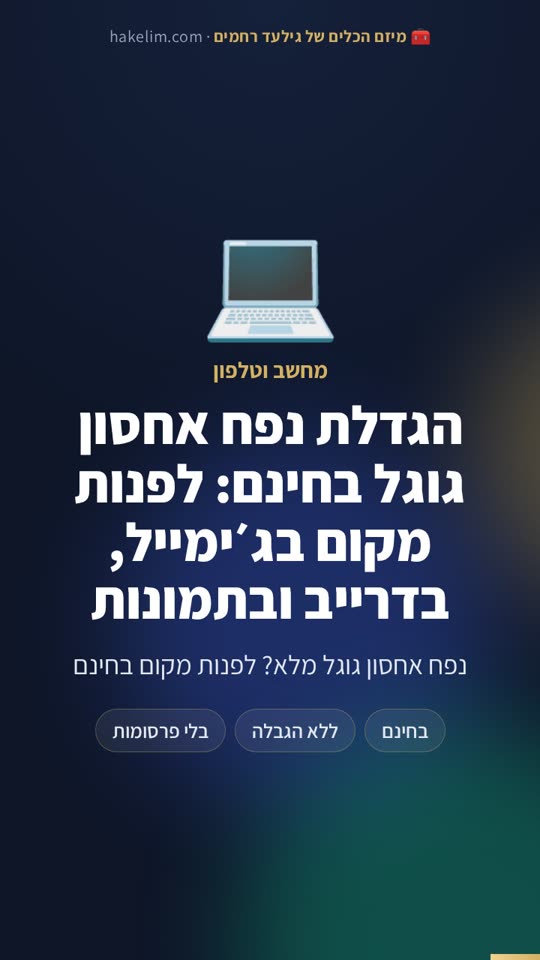 🧰 מיזם הכלים של גילעד רחמים · hakelim.com
מחשב וטלפון
הגדלת נפח אחסון
גוגל בחינם: לפנות
מקום בג׳ימייל,
בדרייב ובתמונות
נפח אחסון גוגל מלא? לפנות מקום בחינם
בחינם
ללא הגבלה
בלי פרסומות